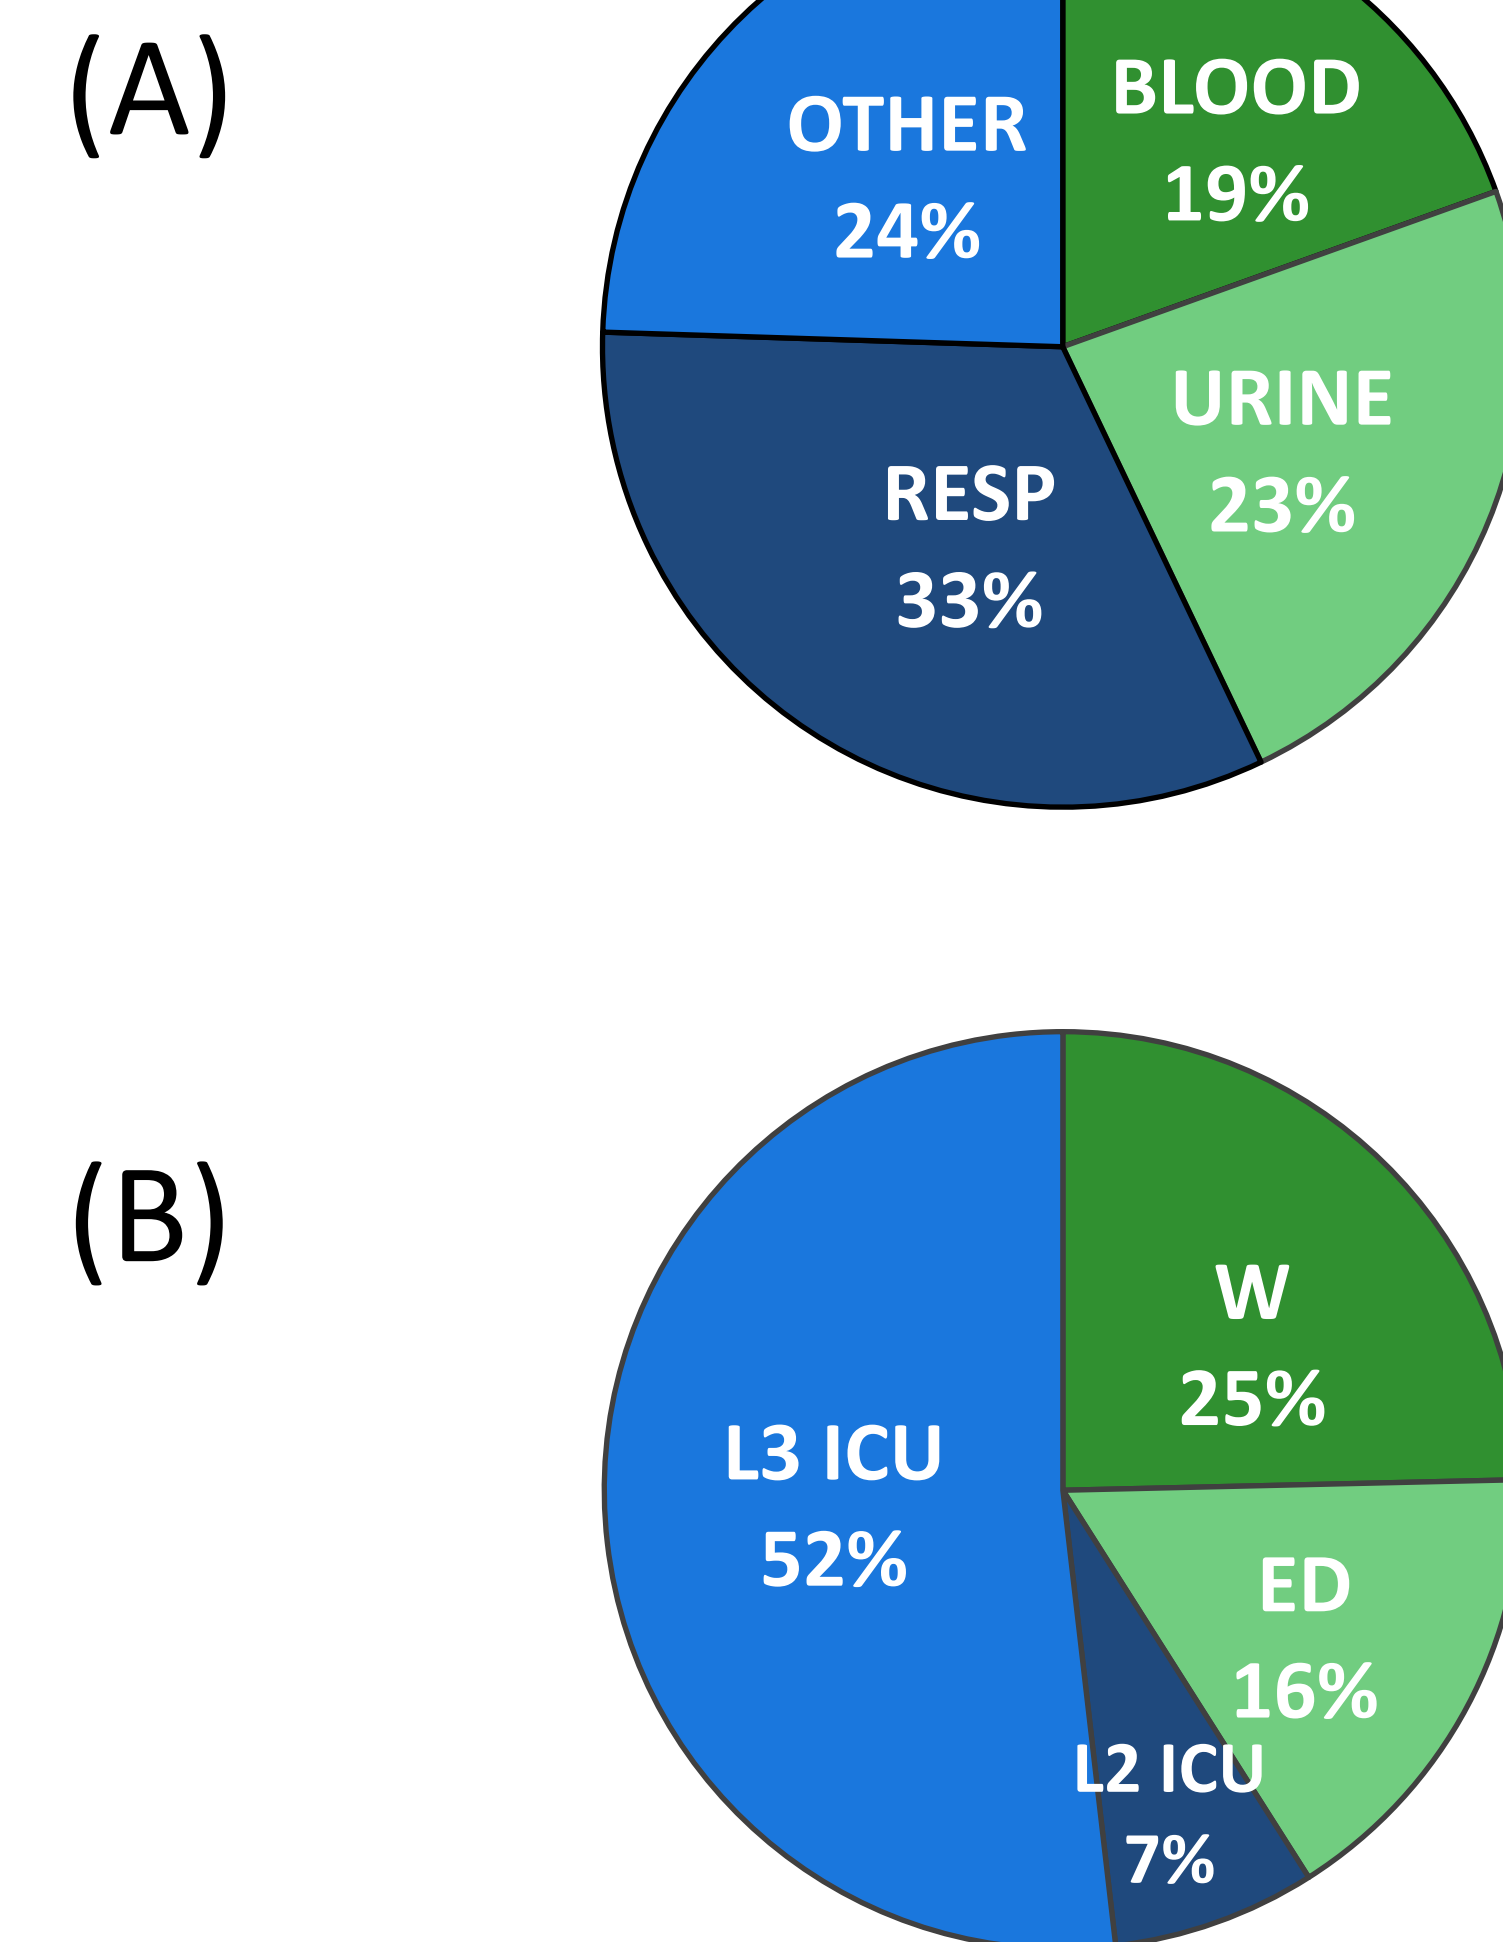 (A)
OTHER
24%
BLOOD
19%
URINE
23%
RESP
33%
(B)
W
25%
L3 ICU
52%
ED
16%
L2 ICU
7%